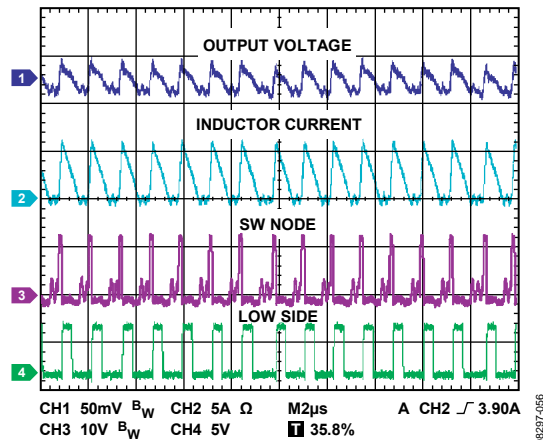 OUTPUT VOLTAGE
1
INDUCTOR CURRENT
2
SW NODE
3
LOW SIDE
4
CH1 50mV BW CH2 5A Ω M2µs A CH2 3.90A
CH3 10V BW CH4 5V T 35.8%
08297-056